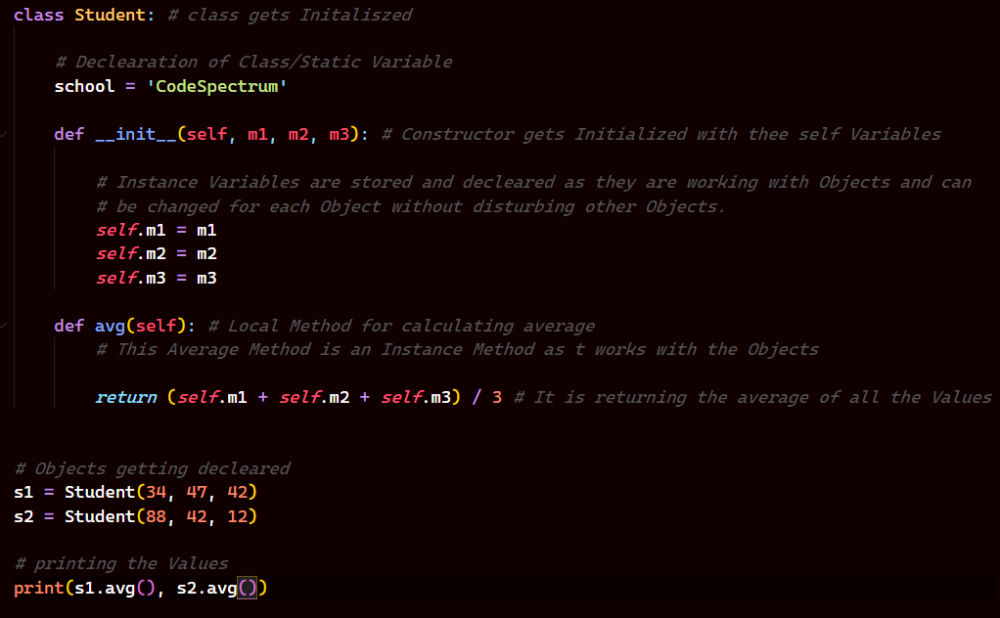 class Student: # class gets Initaliszed
# Declearation of Class/Static Variable
school = 'CodeSpectrum'
def __init__(self, m1, m2, m3): # Constructor gets Initialized with thee self Variables
# Instance Variables are stored and decleared as they are working with Objects and can
# be changed for each Object without disturbing other Objects.
self.m1 = m1
self.m2 = m2
self.m3 = m3
def avg(self): # Local Method for calculating average
# This Average Method is an Instance Method as t works with the Objects
return (self.m1 + self.m2 + self.m3) / 3 # It is returning the average of all the Values
# Objects getting decleared
s1 = Student(34, 47, 42)
s2 = Student(88, 42, 12)
# printing the Values
print(s1.avg(), s2.avg())